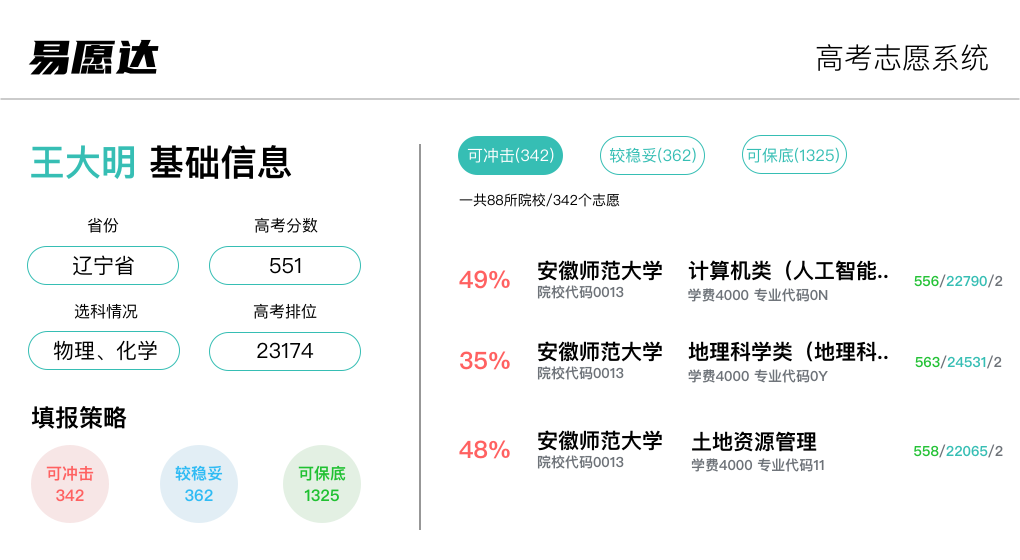 易愿达
高考志愿系统
王大明 基础信息
省份
高考分数
辽宁省
551
选科情况
高考排位
物理、化学
23174
填报策略
可冲击
342
较稳妥
362
可保底
1325
可冲击(342)
较稳妥(362)
可保底(1325)
一共88所院校/342个志愿
49%
安徽师范大学
院校代码0013
计算机类（人工智能..
学费4000 专业代码0N
556/22790/2
35%
安徽师范大学
院校代码0013
地理科学类（地理科..
学费4000 专业代码0Y
563/24531/2
48%
安徽师范大学
院校代码0013
土地资源管理
学费4000 专业代码11
558/22065/2